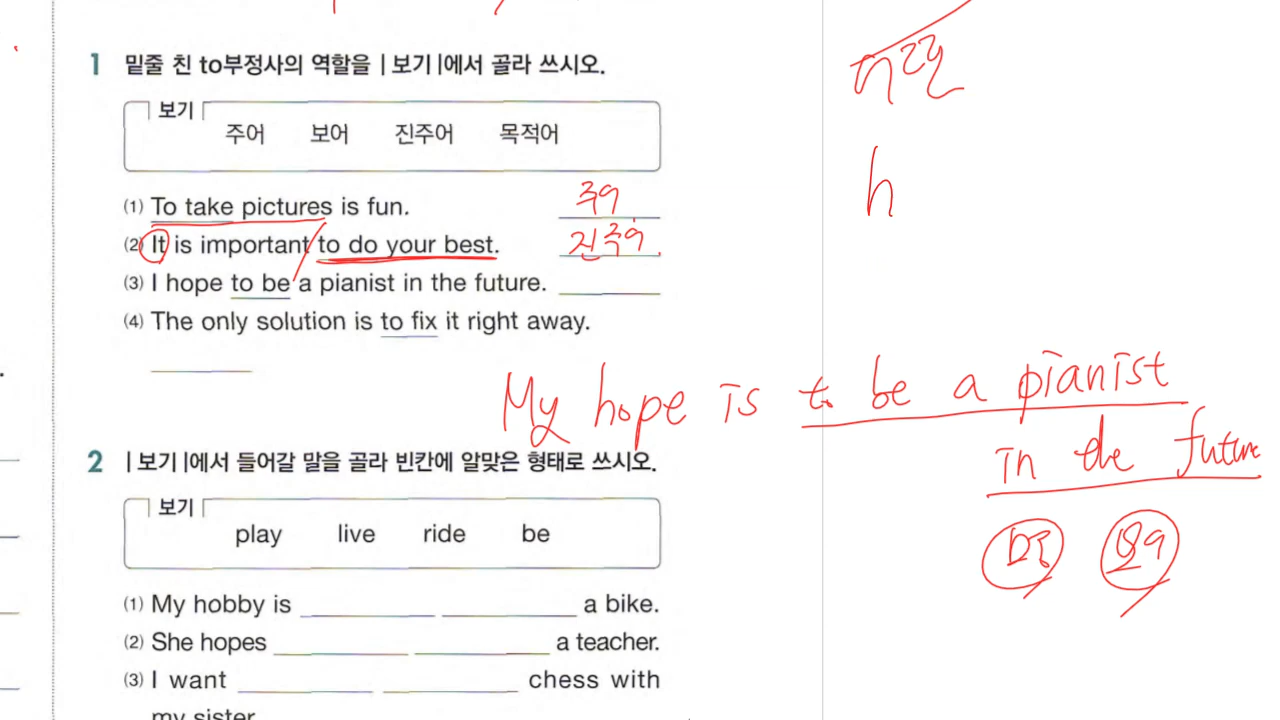 1 밑줄 친 to부정사의 역할을 |보기|에서 골라 쓰시오.
보기
주어 보어 진주어 목적어
(1) To take pictures is fun. 주어
(2) It is important to do your best. 진주어
(3) I hope to be a pianist in the future.
(4) The only solution is to fix it right away.
My hope is to be a pianist
in the future
2 |보기|에서 들어갈 말을 골라 빈칸에 알맞은 형태로 쓰시오.
보기
play live ride be
(1) My hobby is a bike.
(2) She hopes a teacher.
(3) I want chess with
my sister
h